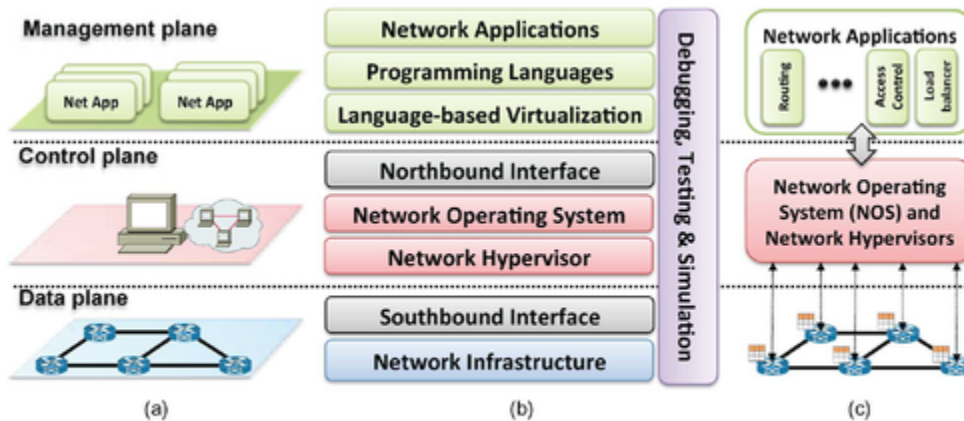 Management plane
Net App
Net App
Control plane
Data plane
(a)
Network Applications
Programming Languages
Language-based Virtualization
Northbound Interface
Network Operating System
Network Hypervisor
Southbound Interface
Network Infrastructure
Debugging, Testing & Simulation
(b)
Network Applications
Routing
Access
Control
Load
balancer
Network Operating
System (NOS) and
Network Hypervisors
(c)